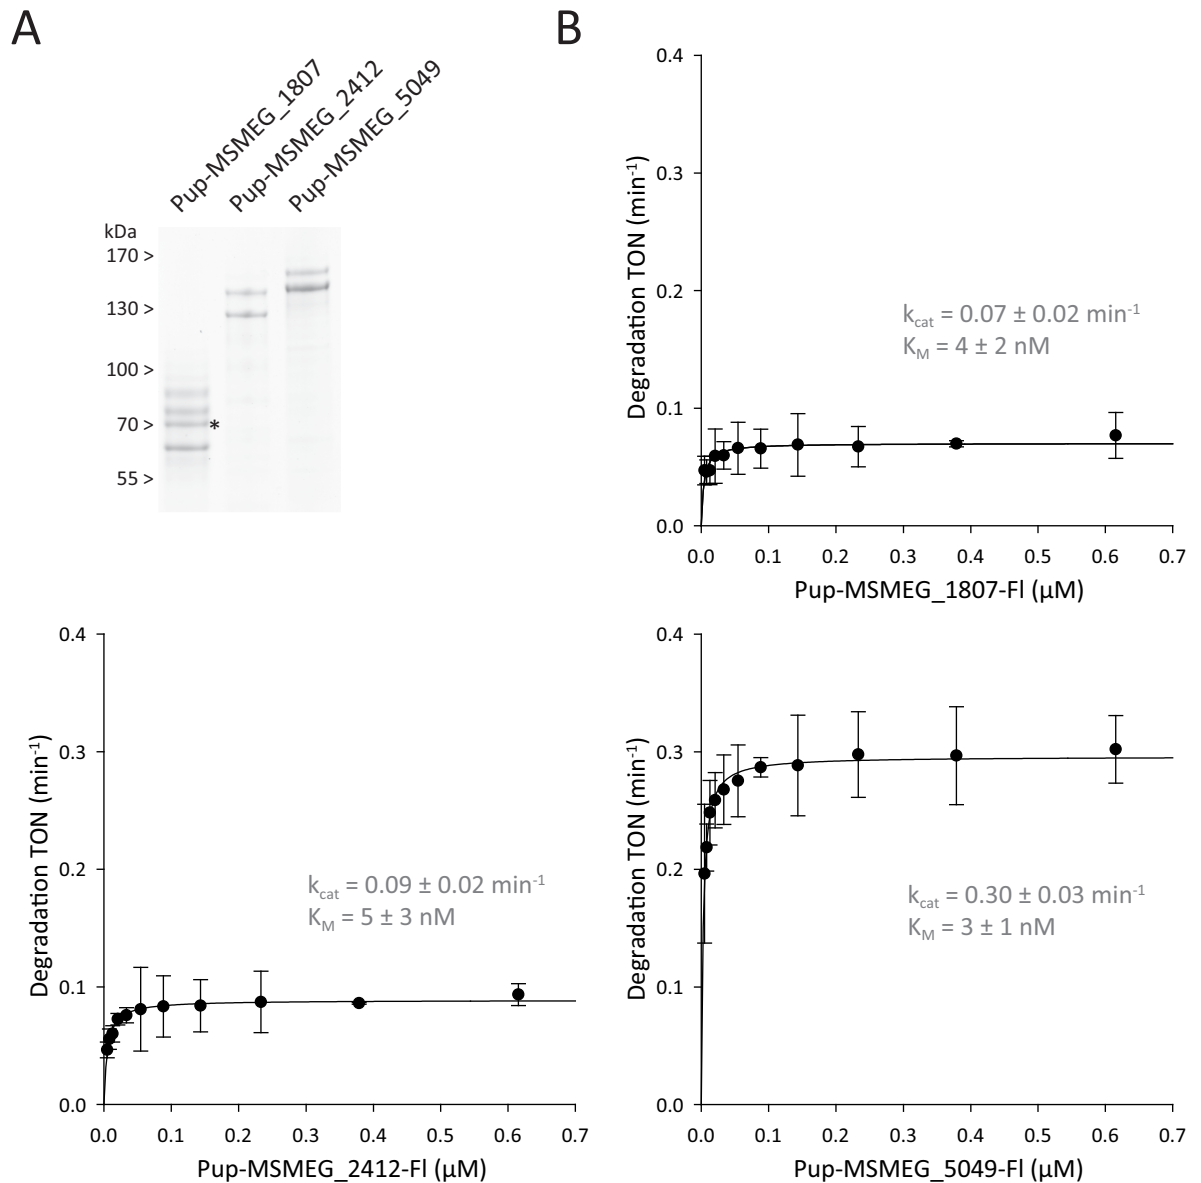 A
Pup-MSMEG_1807
Pup-MSMEG_2412
Pup-MSMEG_5049
kDa
170 >
130 >
100 >
70 >
*
55 >
B
0.4
0.3
0.2
0.1
0.0
Degradation TON (min⁻¹)
k_cat = 0.07 ± 0.02 min⁻¹
K_M = 4 ± 2 nM
0.0 0.1 0.2 0.3 0.4 0.5 0.6 0.7
Pup-MSMEG_1807-Fl (µM)
0.4
0.3
0.2
0.1
0.0
Degradation TON (min⁻¹)
k_cat = 0.09 ± 0.02 min⁻¹
K_M = 5 ± 3 nM
0.0 0.1 0.2 0.3 0.4 0.5 0.6 0.7
Pup-MSMEG_2412-Fl (µM)
0.4
0.3
0.2
0.1
0.0
Degradation TON (min⁻¹)
k_cat = 0.30 ± 0.03 min⁻¹
K_M = 3 ± 1 nM
0.0 0.1 0.2 0.3 0.4 0.5 0.6 0.7
Pup-MSMEG_5049-Fl (µM)